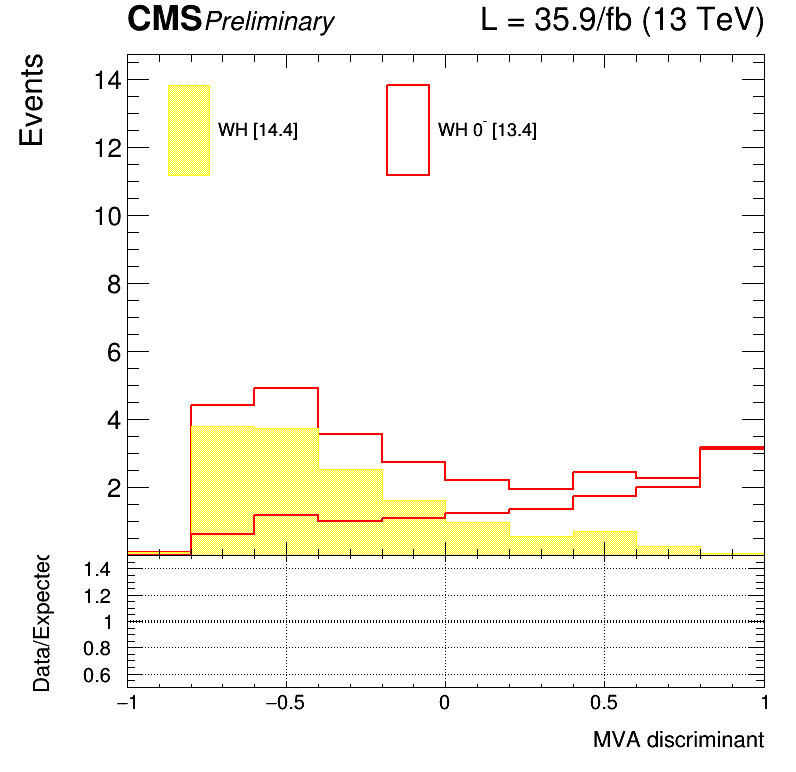 CMS Preliminary L = 35.9/fb (13 TeV)
Events
14
12
10
8
6
4
2
WH [14.4]
WH 0⁻ [13.4]
Data/Expected
1.4
1.2
1
0.8
0.6
−1 −0.5 0 0.5 1
MVA discriminant